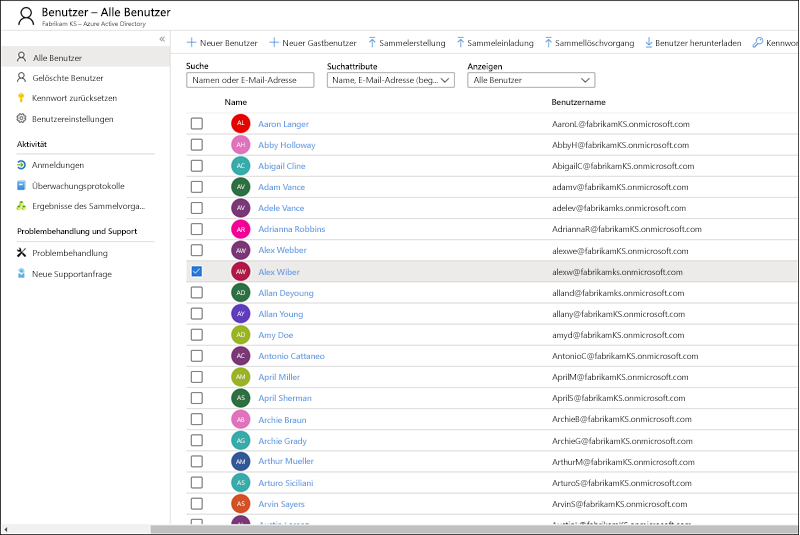 Benutzer – Alle Benutzer
Fabrikam KS – Azure Active Directory
«
Alle Benutzer
Gelöschte Benutzer
Kennwort zurücksetzen
Benutzereinstellungen
Aktivität
Anmeldungen
Überwachungsprotokolle
Ergebnisse des Sammelvorga...
Problembehandlung und Support
Problembehandlung
Neue Supportanfrage
+ Neuer Benutzer + Neuer Gastbenutzer Sammelerstellung Sammeleinladung Sammellöschvorgang Benutzer herunterladen Kennwor
Suche Suchattribute Anzeigen
Namen oder E-Mail-Adresse Name, E-Mail-Adresse (beg... Alle Benutzer
Name Benutzername
AL Aaron Langer AaronL@fabrikamKS.onmicrosoft.com
AH Abby Holloway AbbyH@fabrikamKS.onmicrosoft.com
AC Abigail Cline AbigailC@fabrikamKS.onmicrosoft.com
AV Adam Vance adamv@fabrikamKS.onmicrosoft.com
AV Adele Vance adelev@fabrikamks.onmicrosoft.com
AR Adrianna Robbins AdriannaR@fabrikamKS.onmicrosoft.com
AW Alex Webber alexwe@fabrikamKS.onmicrosoft.com
AW Alex Wiber alexw@fabrikamks.onmicrosoft.com
AD Allan Deyoung alland@fabrikamks.onmicrosoft.com
AY Allan Young allany@fabrikamKS.onmicrosoft.com
AD Amy Doe amyd@fabrikamKS.onmicrosoft.com
AC Antonio Cattaneo AntonioC@fabrikamKS.onmicrosoft.com
AM April Miller AprilM@fabrikamKS.onmicrosoft.com
AS April Sherman AprilS@fabrikamKS.onmicrosoft.com
AB Archie Braun ArchieB@fabrikamKS.onmicrosoft.com
AG Archie Grady ArchieG@fabrikamKS.onmicrosoft.com
AM Arthur Mueller ArthurM@fabrikamKS.onmicrosoft.com
AS Arturo Siciliani ArturoS@fabrikamKS.onmicrosoft.com
AS Arvin Sayers ArvinS@fabrikamKS.onmicrosoft.com